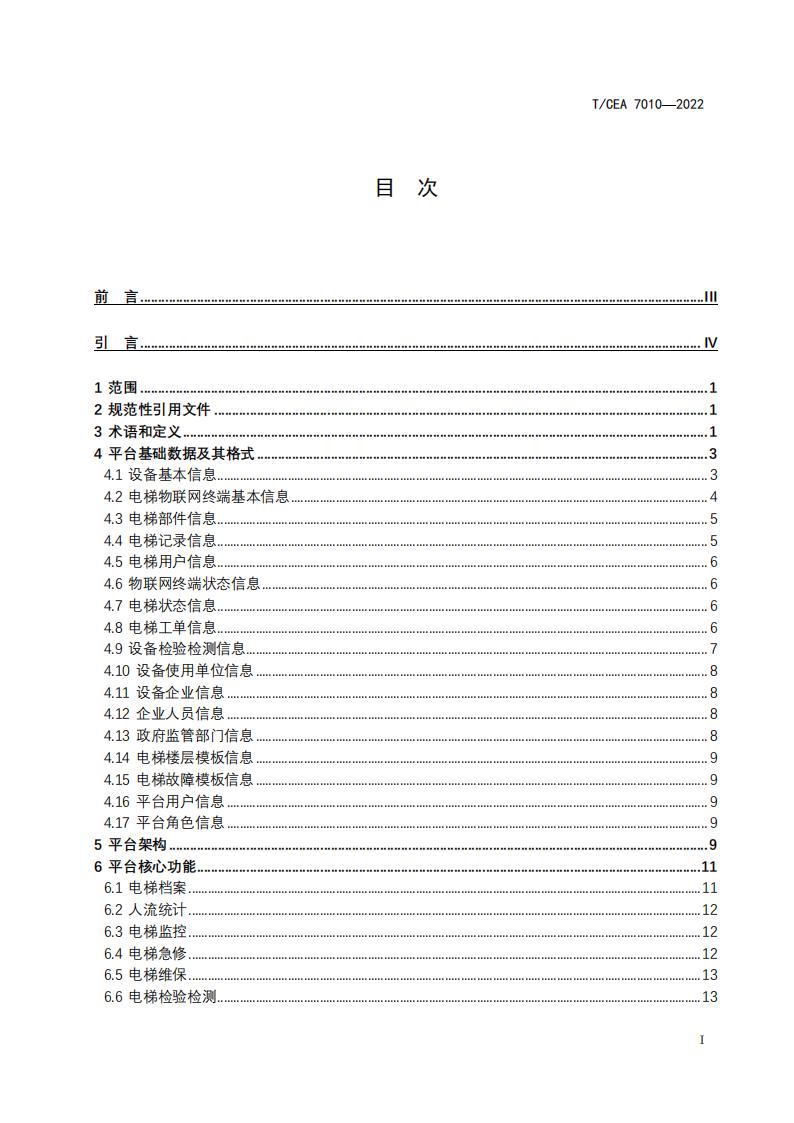 T/CEA 7010—2022
目 次
前 言........................III
引 言........................ IV
1 范围........................1
2 规范性引用文件........................1
3 术语和定义........................1
4 平台基础数据及其格式........................3
4.1 设备基本信息........................3
4.2 电梯物联网终端基本信息........................4
4.3 电梯部件信息........................5
4.4 电梯记录信息........................5
4.5 电梯用户信息........................6
4.6 物联网终端状态信息........................6
4.7 电梯状态信息........................6
4.8 电梯工单信息........................6
4.9 设备检验检测信息........................7
4.10 设备使用单位信息........................8
4.11 设备企业信息........................8
4.12 企业人员信息........................8
4.13 政府监管部门信息........................8
4.14 电梯楼层模板信息........................9
4.15 电梯故障模板信息........................9
4.16 平台用户信息........................9
4.17 平台角色信息........................9
5 平台架构........................9
6 平台核心功能........................11
6.1 电梯档案........................11
6.2 人流统计........................12
6.3 电梯监控........................12
6.4 电梯急修........................12
6.5 电梯维保........................13
6.6 电梯检验检测........................13
I